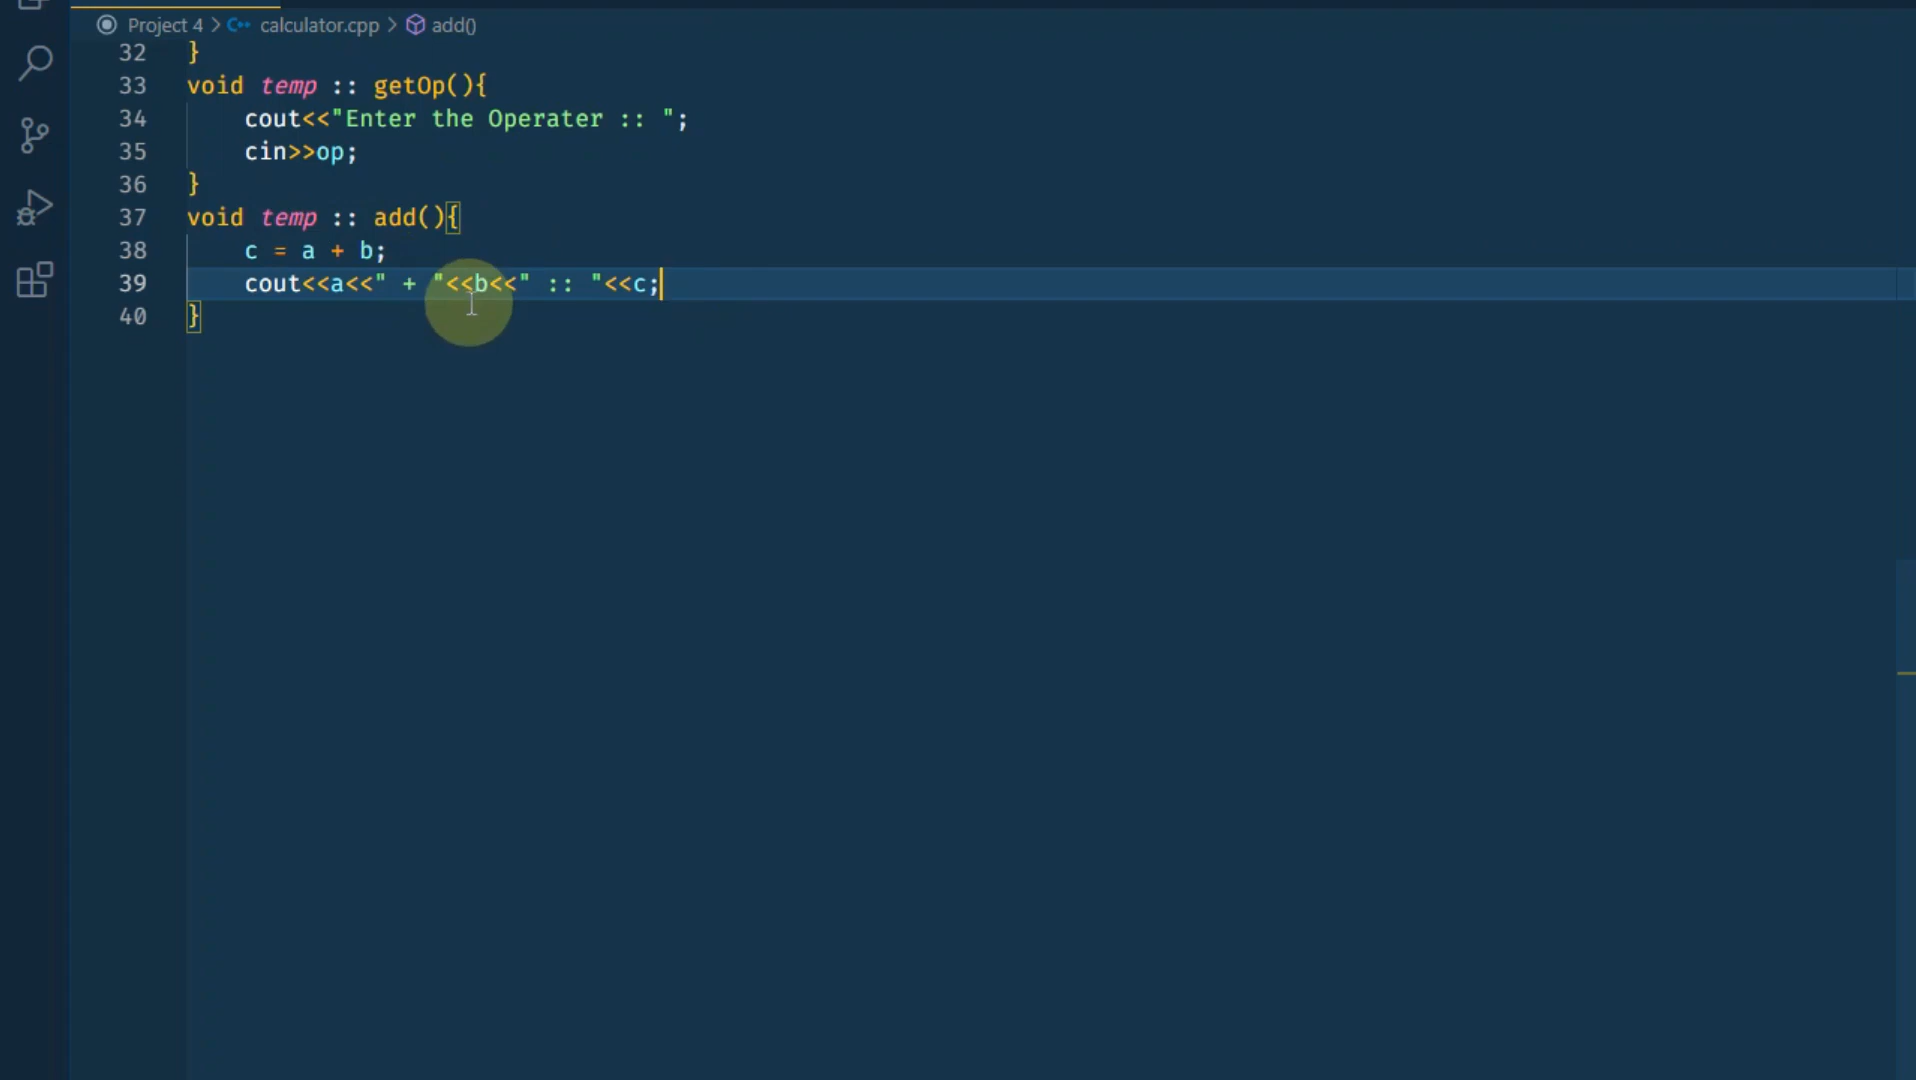 Project 4 > C++ calculator.cpp > add()
32 }
33 void temp :: getOp(){
34     cout<<"Enter the Operater :: ";
35     cin>>op;
36 }
37 void temp :: add(){
38     c = a + b;
39     cout<<a<<" + "<<b<<" :: "<<c;
40 }